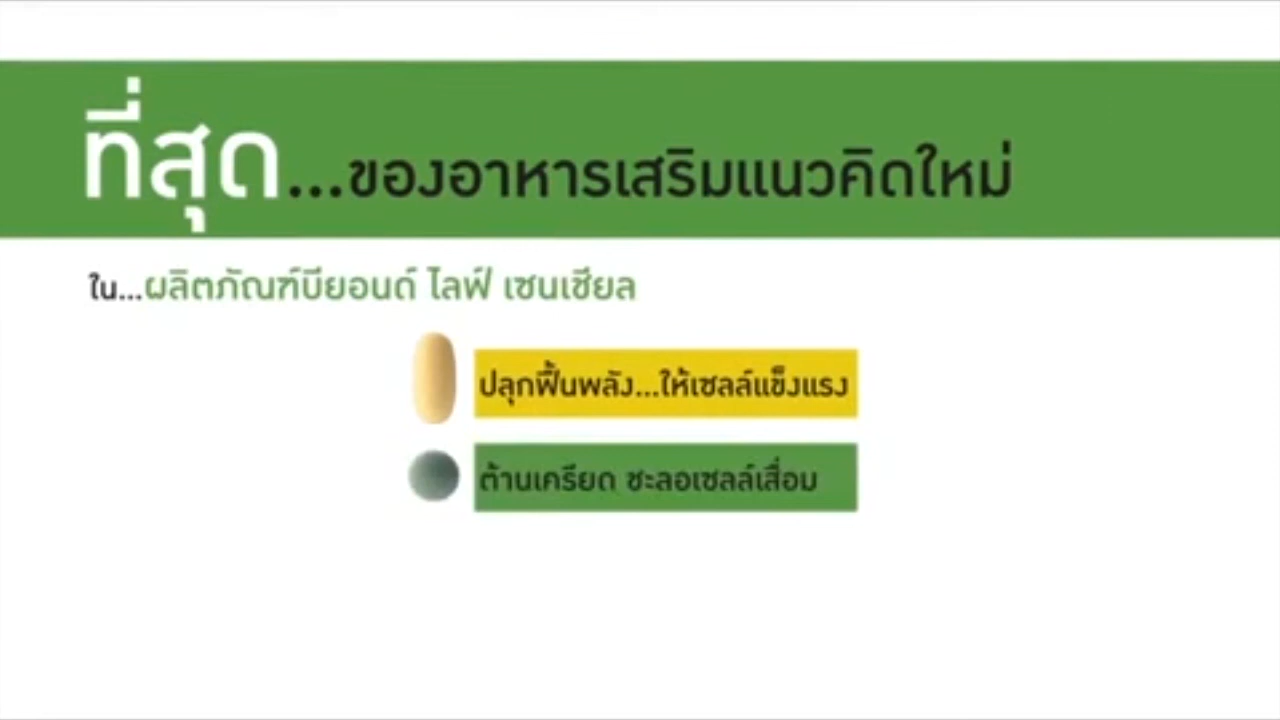 ที่สุด...ของอาหารเสริมแนวคิดใหม่
ใน...ผลิตภัณฑ์บียอนด์ ไลฟ์ เซนเชียล
ปลุกฟื้นพลัง...ให้เซลล์แข็งแรง
ต้านเครียด ชะลอเซลล์เสื่อม